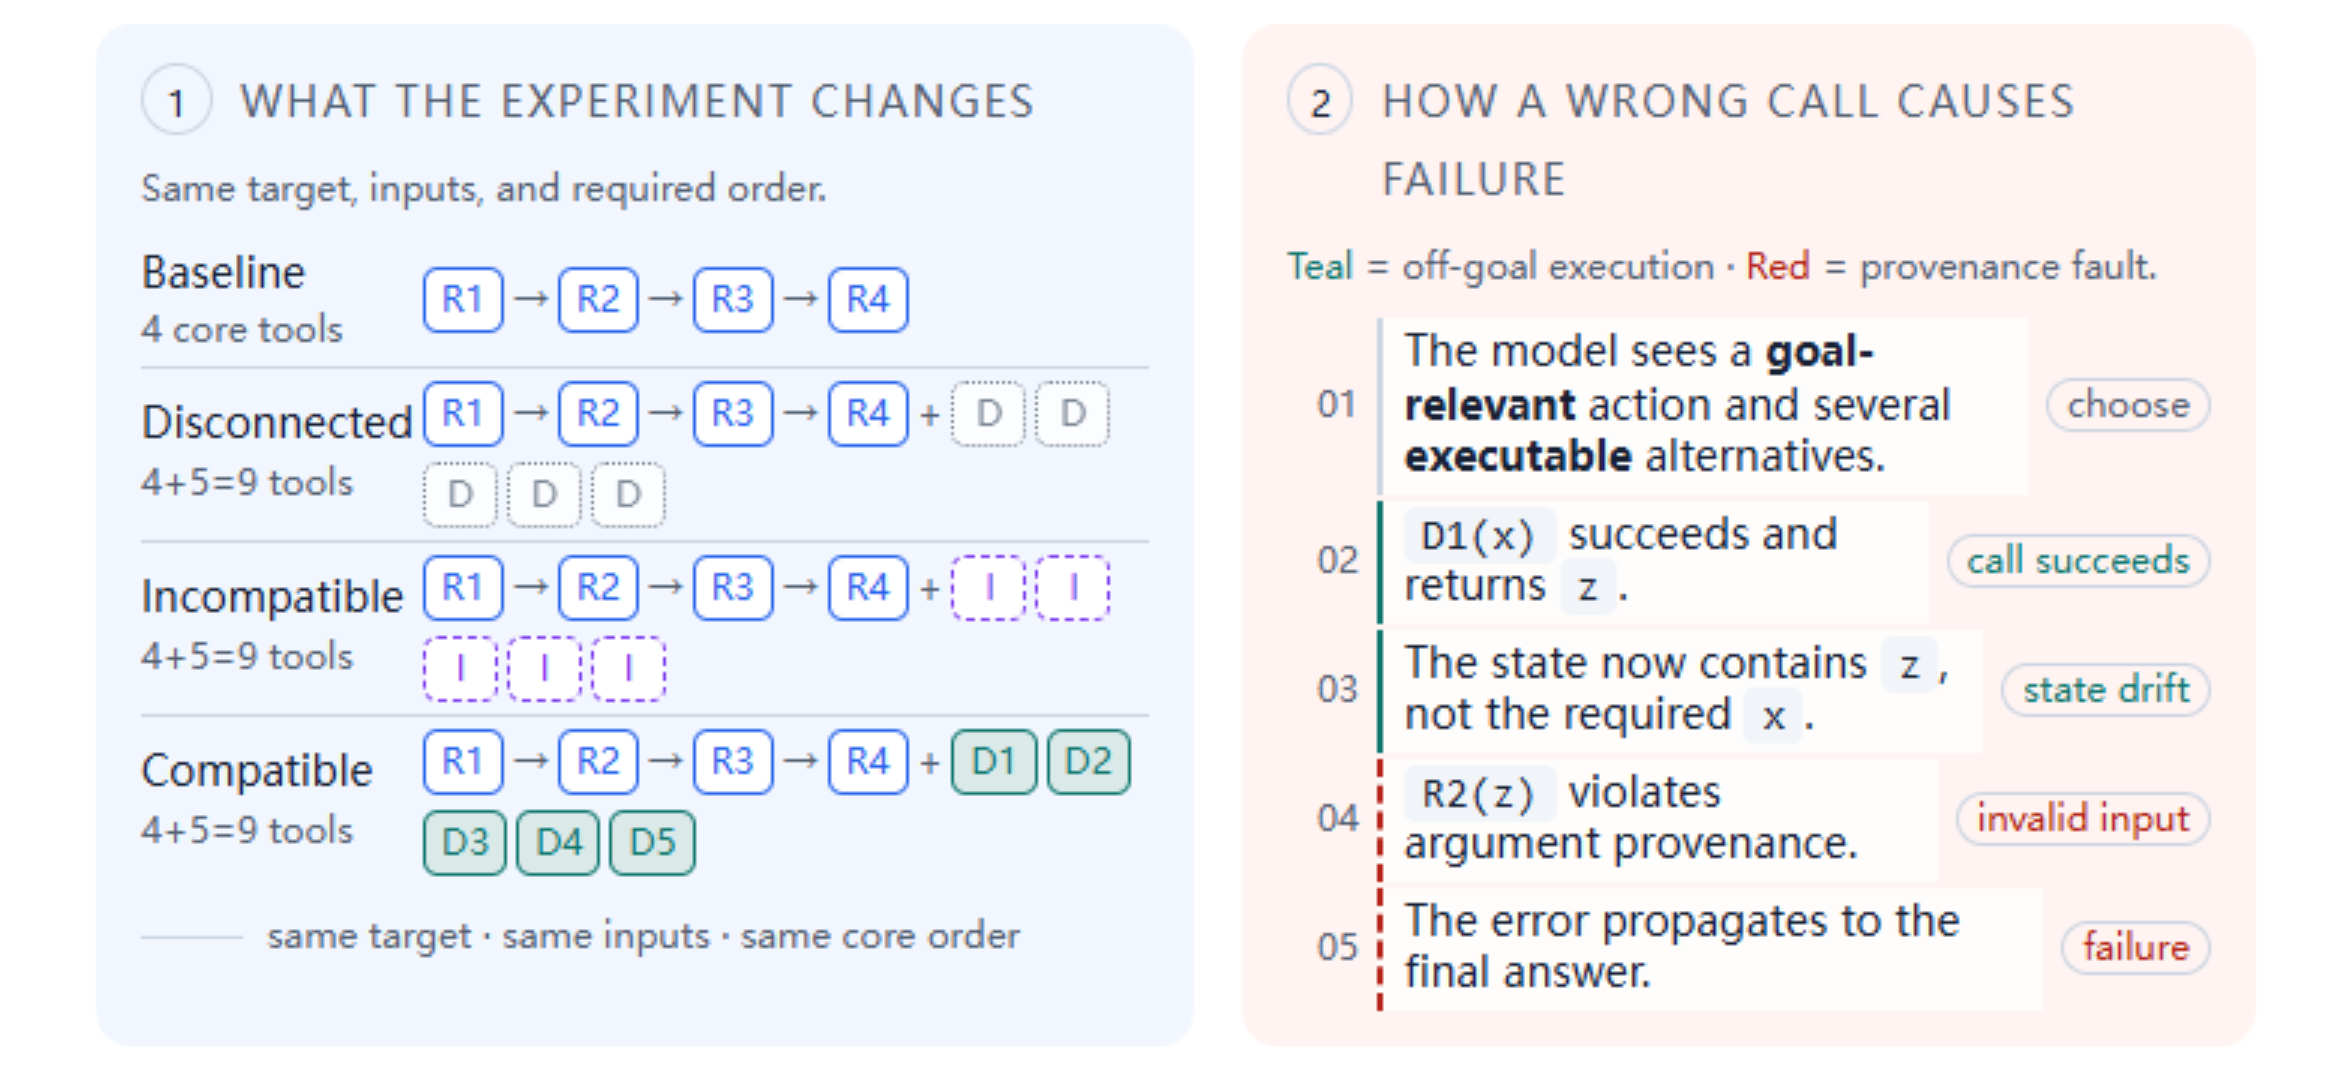 1 WHAT THE EXPERIMENT CHANGES
Same target, inputs, and required order.
Baseline
4 core tools
R1 → R2 → R3 → R4
Disconnected
4+5=9 tools
R1 → R2 → R3 → R4 + D D
D D D
Incompatible
4+5=9 tools
R1 → R2 → R3 → R4 + I I
I I I
Compatible
4+5=9 tools
R1 → R2 → R3 → R4 + D1 D2
D3 D4 D5
same target · same inputs · same core order
2 HOW A WRONG CALL CAUSES
FAILURE
Teal = off-goal execution · Red = provenance fault.
01
The model sees a goal-
relevant action and several
executable alternatives.
choose
02
D1(x) succeeds and
returns z.
call succeeds
03
The state now contains z,
not the required x.
state drift
04
R2(z) violates
argument provenance.
invalid input
05
The error propagates to the
final answer.
failure